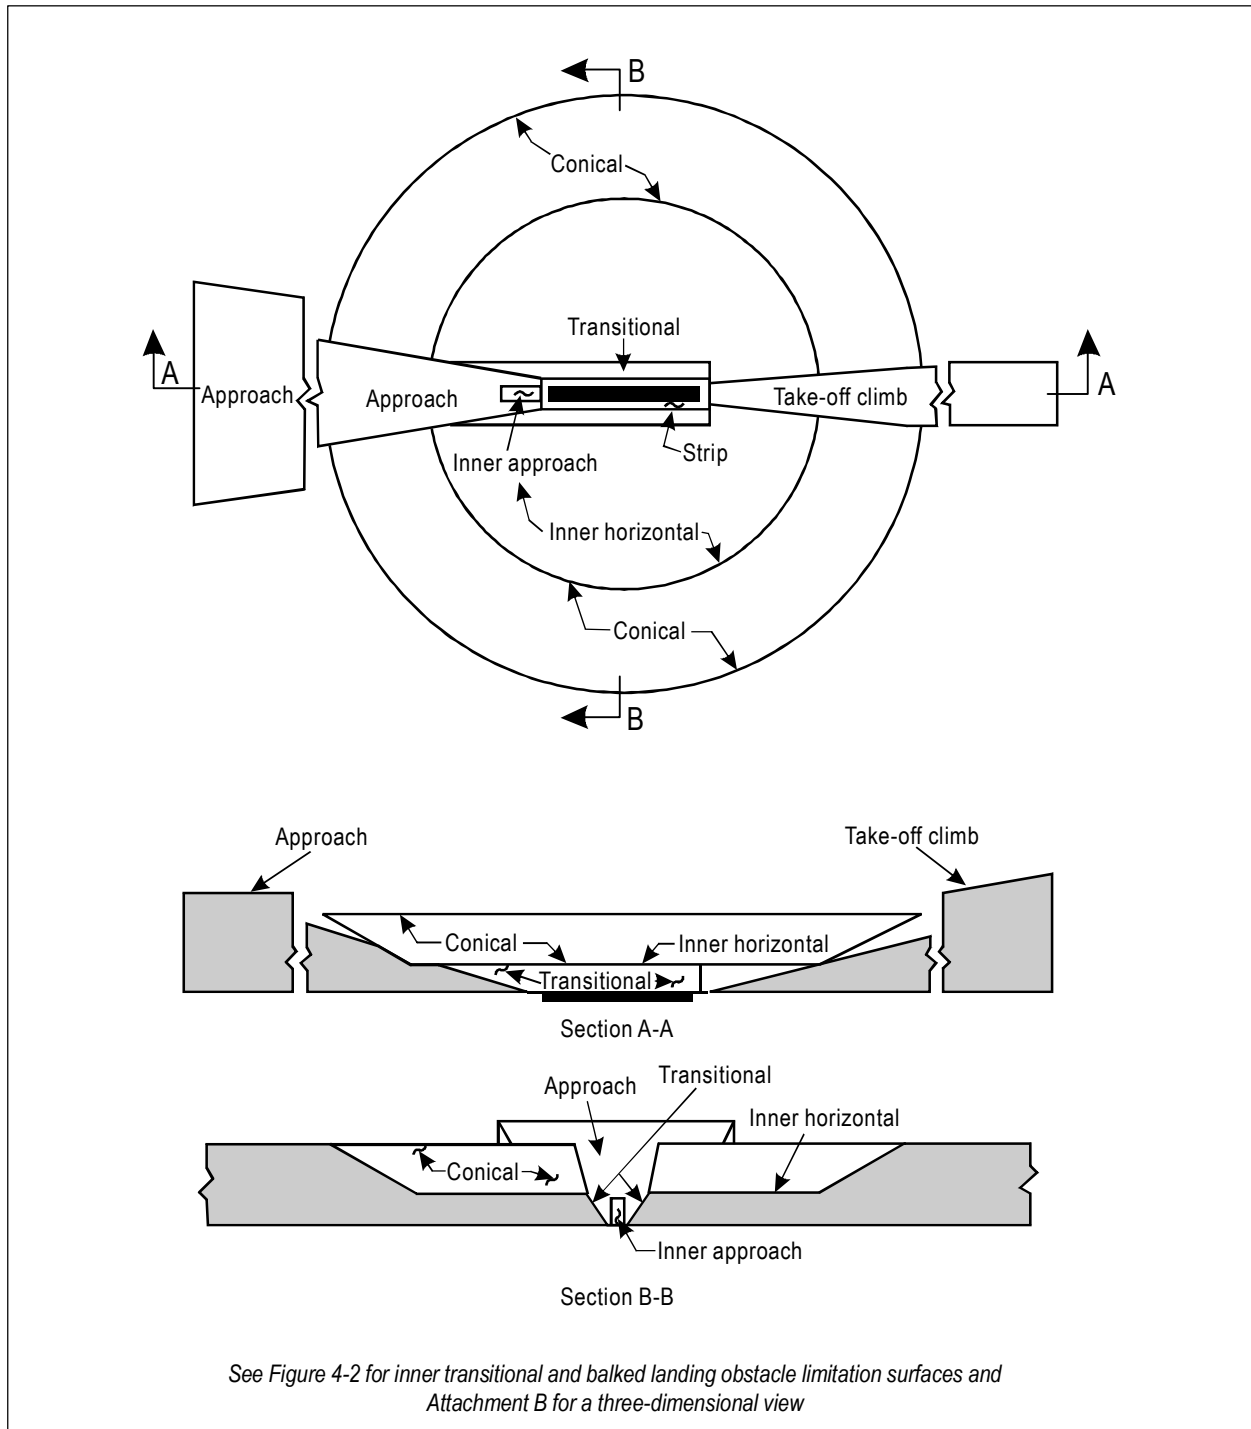 B
Conical
Transitional
A
Approach
Approach
Take-off climb
A
Inner approach
Strip
Inner horizontal
Conical
B
Approach
Take-off climb
Conical
Inner horizontal
Transitional
Section A-A
Transitional
Approach
Inner horizontal
Conical
Inner approach
Section B-B
See Figure 4-2 for inner transitional and balked landing obstacle limitation surfaces and
Attachment B for a three-dimensional view